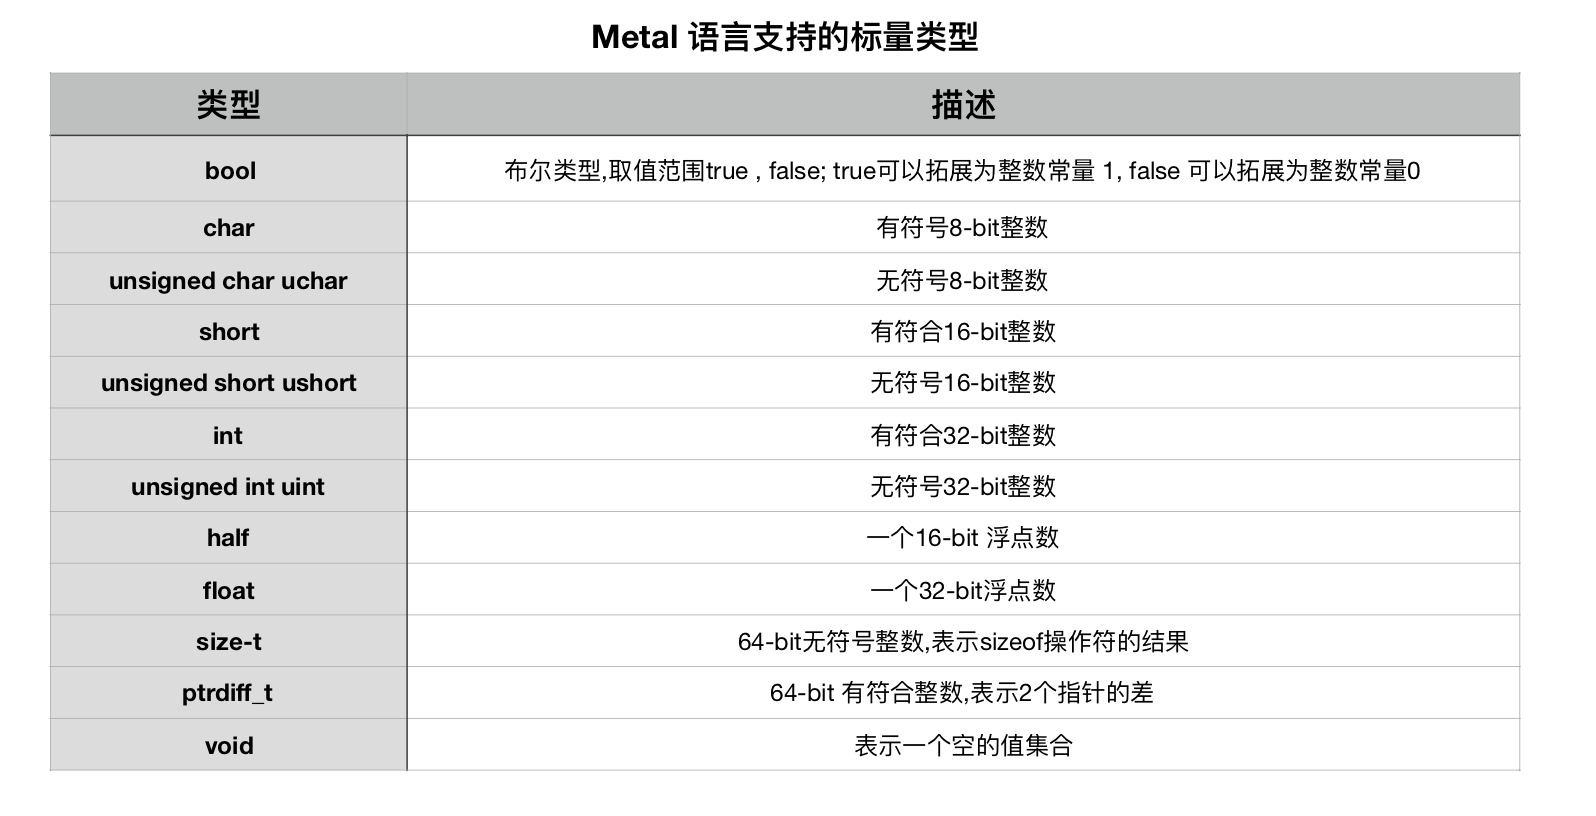 Metal 语言支持的标量类型
类型 描述
bool 布尔类型,取值范围true , false; true可以拓展为整数常量 1, false 可以拓展为整数常量0
char 有符号8-bit整数
unsigned char uchar 无符号8-bit整数
short 有符合16-bit整数
unsigned short ushort 无符号16-bit整数
int 有符合32-bit整数
unsigned int uint 无符号32-bit整数
half 一个16-bit 浮点数
float 一个32-bit浮点数
size-t 64-bit无符号整数,表示sizeof操作符的结果
ptrdiff_t 64-bit 有符合整数,表示2个指针的差
void 表示一个空的值集合